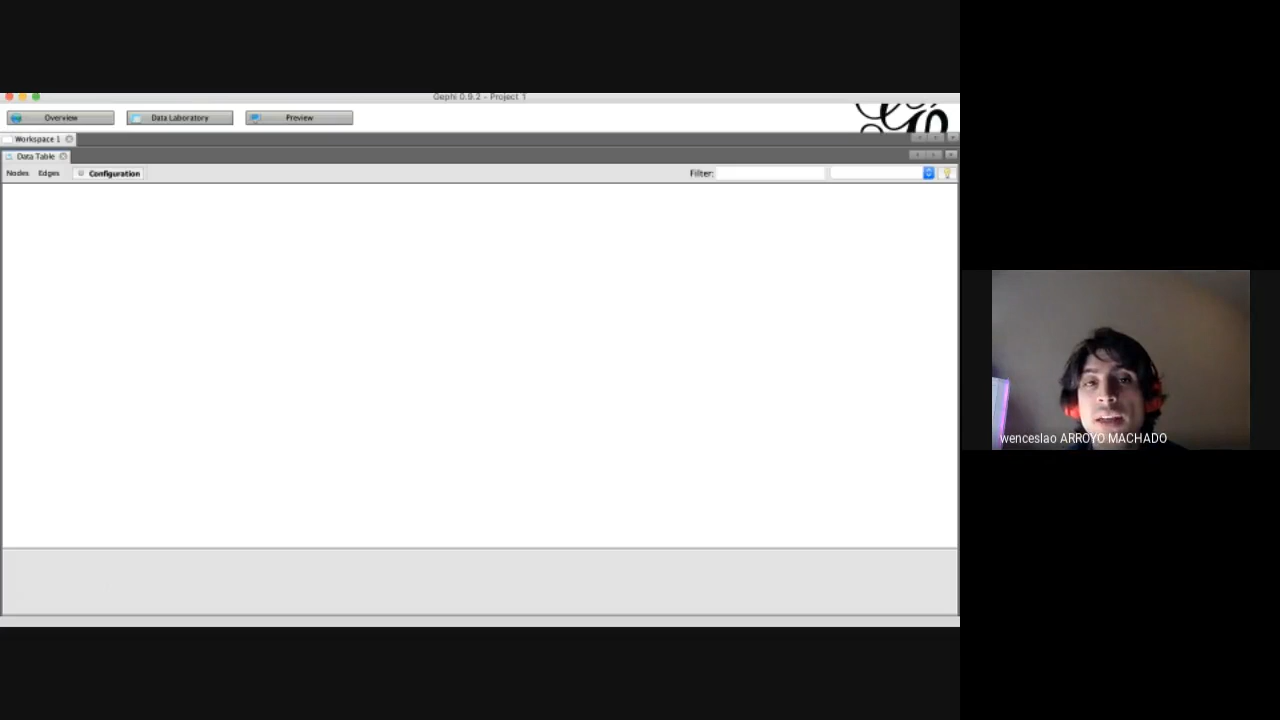 Gephi 0.9.2 - Project 1
Overview
Data Laboratory
Preview
Workspace 1
Data Table
Nodes
Edges
Configuration
Filter:
wenceslao ARROYO MACHADO